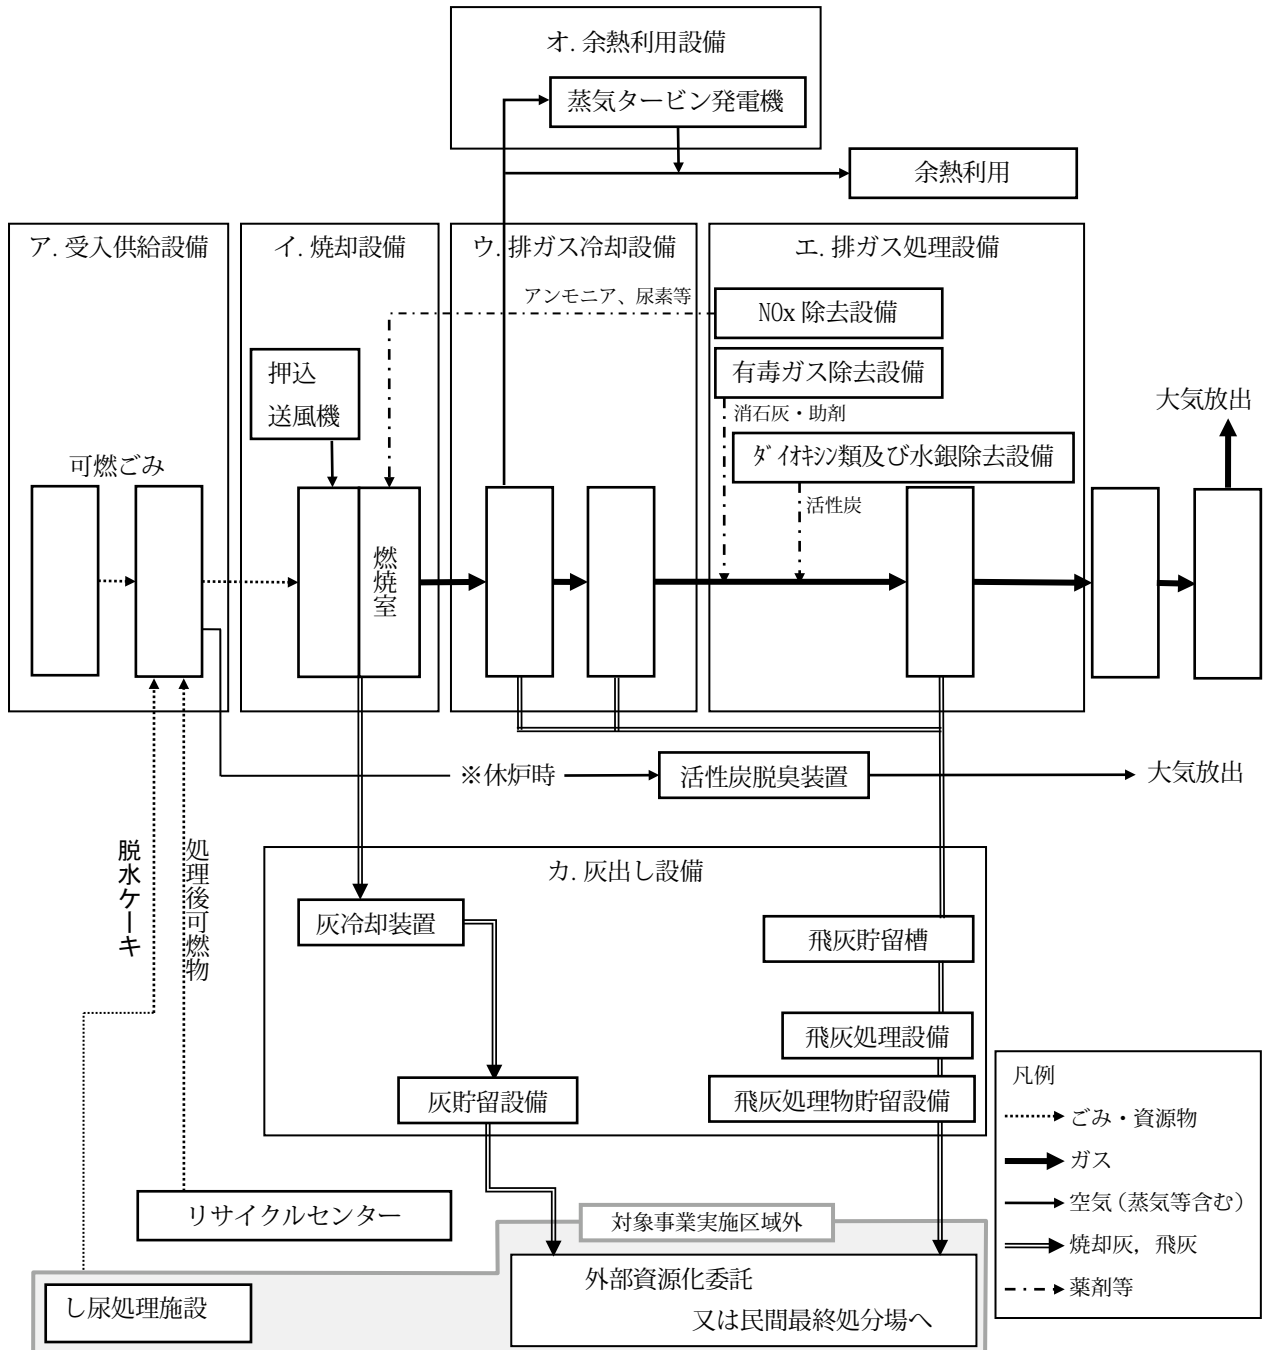 オ. 余熱利用設備
蒸気タービン発電機
余熱利用
ア. 受入供給設備
イ. 焼却設備
ウ. 排ガス冷却設備
エ. 排ガス処理設備
アンモニア、尿素等
NOx 除去設備
押込
送風機
有毒ガス除去設備
消石灰・助剤
大気放出
ダイオキシン類及び水銀除去設備
可燃ごみ
活性炭
燃焼室
※休炉時
活性炭脱臭装置
大気放出
脱水ケーキ
処理後可燃物
カ. 灰出し設備
灰冷却装置
飛灰貯留槽
飛灰処理設備
灰貯留設備
飛灰処理物貯留設備
凡例
ごみ・資源物
ガス
空気(蒸気等含む)
焼却灰，飛灰
薬剤等
リサイクルセンター
対象事業実施区域外
し尿処理施設
外部資源化委託
又は民間最終処分場へ